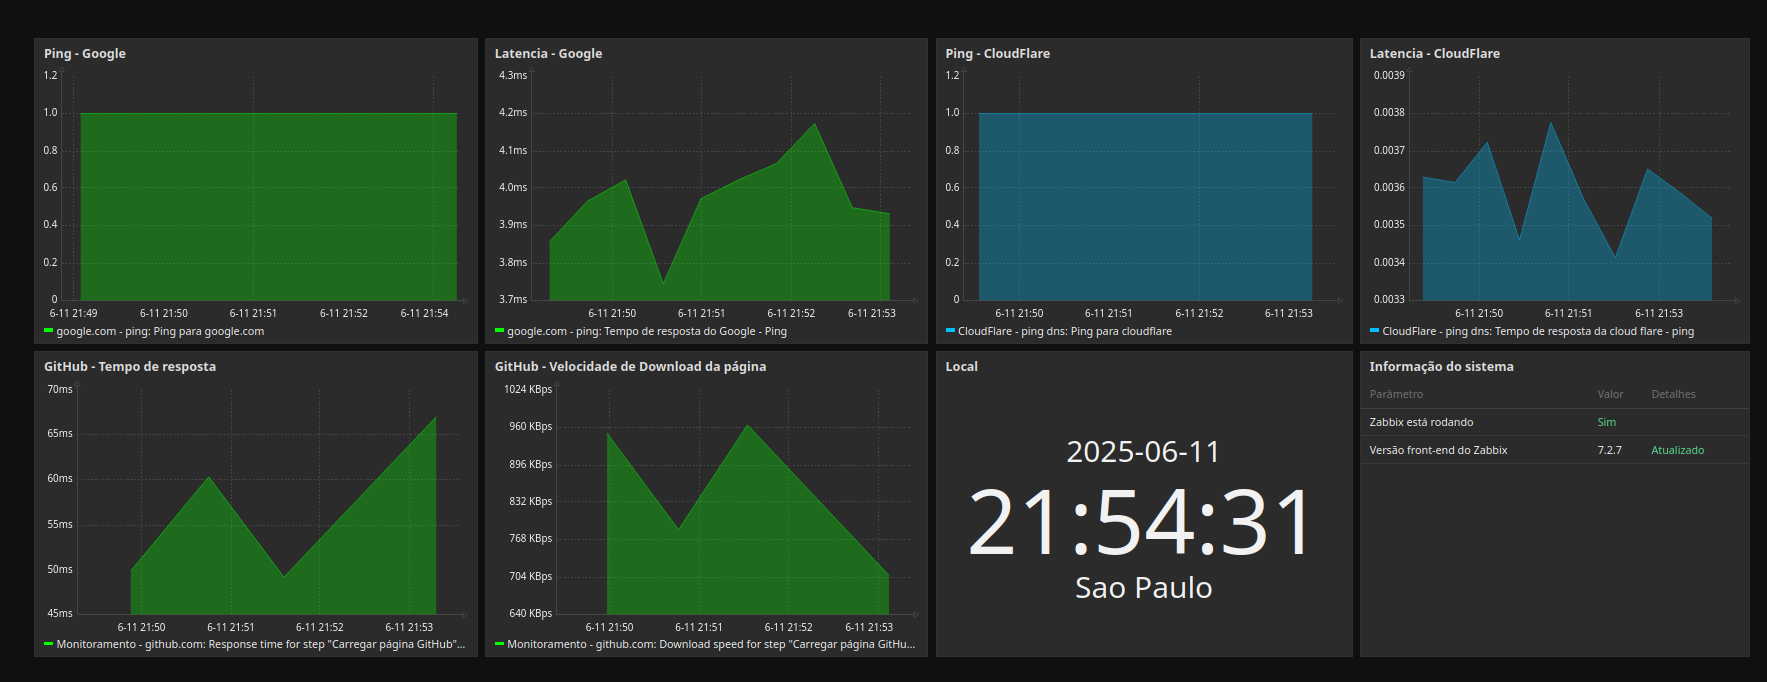 Ping - Google
1.2
1.0
0.8
0.6
0.4
0.2
0
6-11 21:49
6-11 21:50
6-11 21:51
6-11 21:52
6-11 21:54
google.com - ping: Ping para google.com
Latencia - Google
4.3ms
4.2ms
4.1ms
4.0ms
3.9ms
3.8ms
3.7ms
6-11 21:50
6-11 21:51
6-11 21:52
6-11 21:53
google.com - ping: Tempo de resposta do Google - Ping
Ping - CloudFlare
1.2
1.0
0.8
0.6
0.4
0.2
0
6-11 21:50
6-11 21:51
6-11 21:52
6-11 21:53
CloudFlare - ping dns: Ping para cloudflare
Latencia - CloudFlare
0.0039
0.0038
0.0037
0.0036
0.0035
0.0034
0.0033
6-11 21:50
6-11 21:51
6-11 21:53
CloudFlare - ping dns: Tempo de resposta da cloud flare - ping
GitHub - Tempo de resposta
70ms
65ms
60ms
55ms
50ms
45ms
6-11 21:50
6-11 21:51
6-11 21:52
6-11 21:53
Monitoramento - github.com: Response time for step "Carregar página GitHub"...
GitHub - Velocidade de Download da página
1024 KBps
960 KBps
896 KBps
832 KBps
768 KBps
704 KBps
640 KBps
6-11 21:50
6-11 21:51
6-11 21:52
6-11 21:53
Monitoramento - github.com: Download speed for step "Carregar página GitHu...
Local
2025-06-11
21:54:31
Sao Paulo
Informação do sistema
Parâmetro Valor Detalhes
Zabbix está rodando Sim
Versão front-end do Zabbix 7.2.7 Atualizado